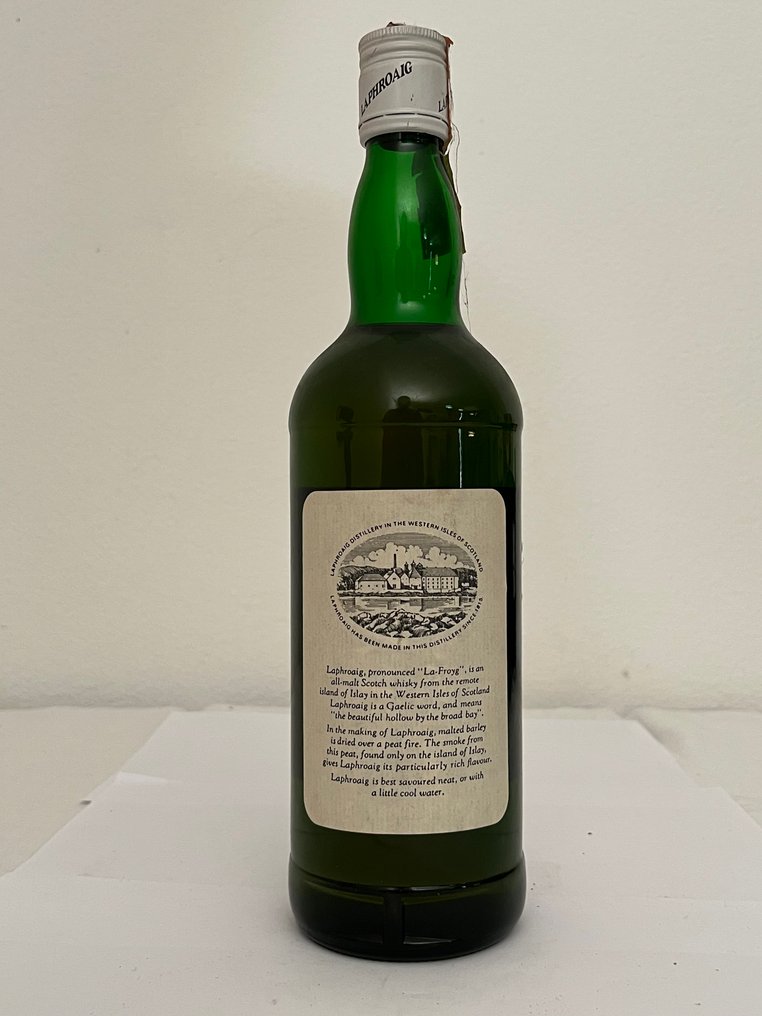 LAPHROAIG
LA
LAPHROAIG DISTILLERY IN THE WESTERN ISLES OF SCOTLAND
LAPHROAIG HAS BEEN MADE IN THIS DISTILLERY SINCE 1815.
Laphroaig, pronounced "La-Froyg", is an
all-malt Scotch whisky from the remote
island of Islay in the Western Isles of Scotland
Laphroaig is a Gaelic word, and means
"the beautiful hollow by the broad bay".
In the making of Laphroaig, malted barley
is dried over a peat fire. The smoke from
this peat, found only on the island of Islay,
gives Laphroaig its particularly rich flavour.
Laphroaig is best savoured neat, or with
a little cool water.